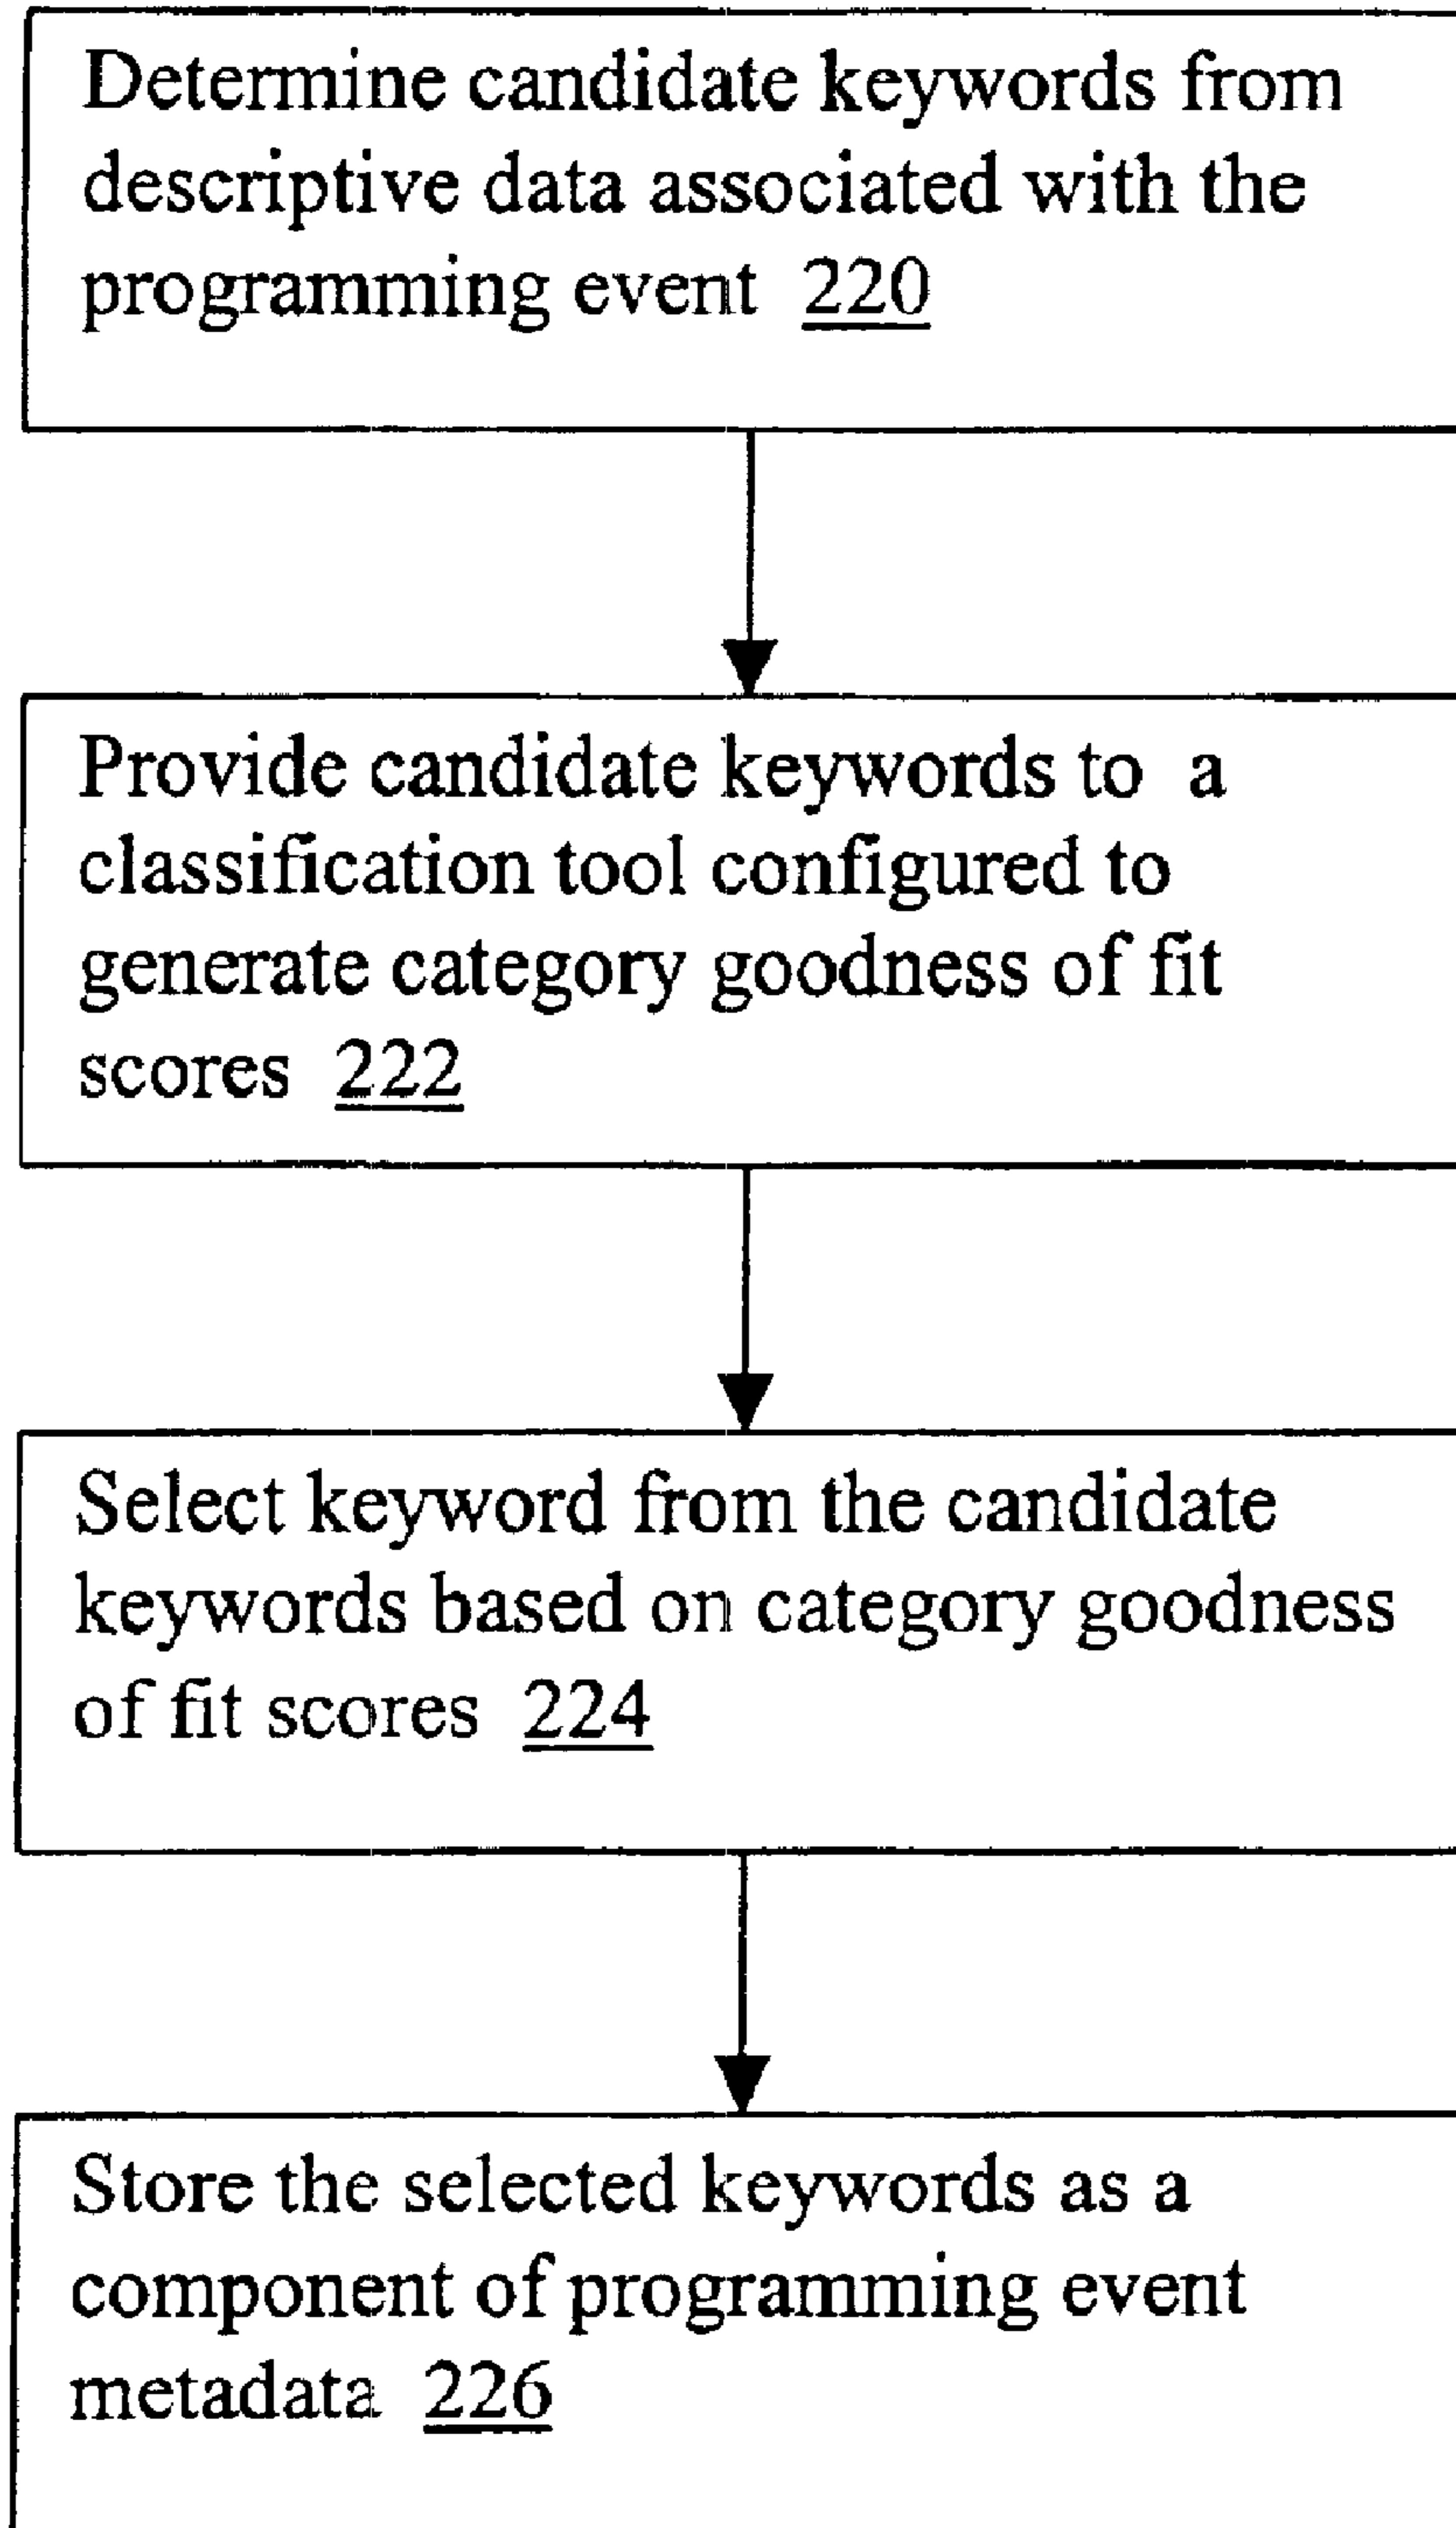 Determine candidate keywords from
descriptive data associated with the
programming event 220
Provide candidate keywords to a
classification tool configured to
generate category goodness of fit
scores 222
Select keyword from the candidate
keywords based on category goodness
of fit scores 224
Store the selected keywords as a
component of programming event
metadata 226